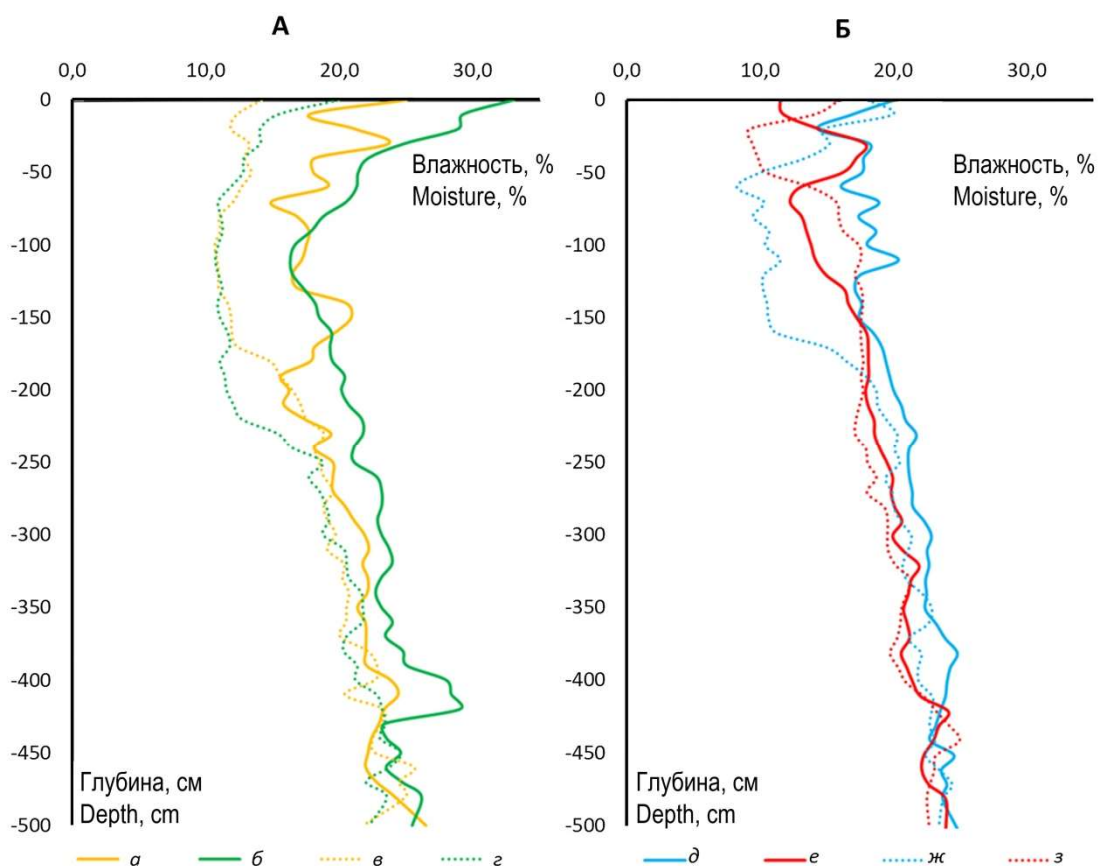 А
0,0 10,0 20,0 30,0
0
-50
-100
-150
-200
-250
-300
-350
-400
-450
-500
Влажность, %
Moisture, %
Глубина, см
Depth, cm
а б в г
Б
0,0 10,0 20,0 30,0
0
-50
-100
-150
-200
-250
-300
-350
-400
-450
-500
Влажность, %
Moisture, %
Глубина, см
Depth, cm
д е ж з